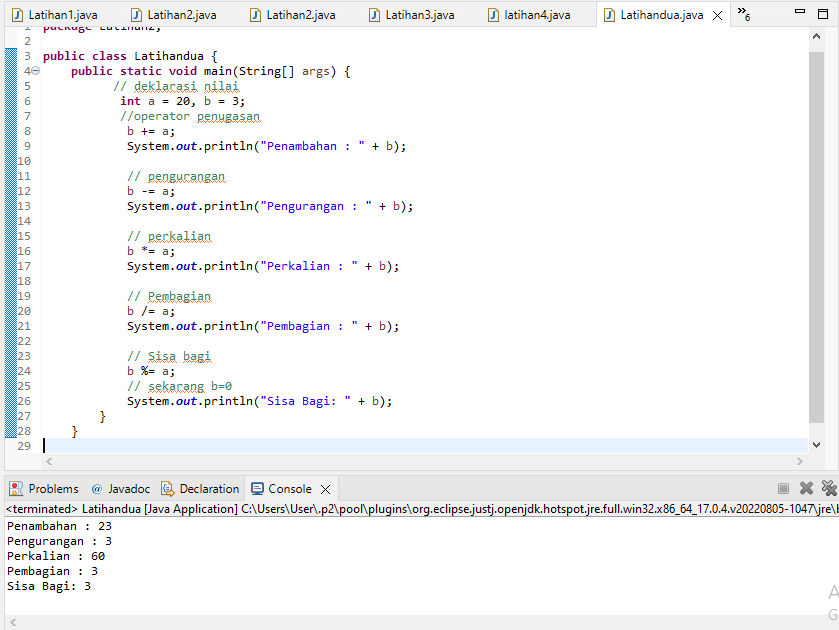 Latihan1.java Latihan2.java Latihan2.java Latihan3.java latihan4.java Latihandua.java 6
1 package Latihan2;
2
3 public class Latihandua {
4 public static void main(String[] args) {
5 // deklarasi nilai
6 int a = 20, b = 3;
7 //operator penugasan
8 b += a;
9 System.out.println("Penambahan : " + b);
10
11 // pengurangan
12 b -= a;
13 System.out.println("Pengurangan : " + b);
14
15 // perkalian
16 b *= a;
17 System.out.println("Perkalian : " + b);
18
19 // Pembagian
20 b /= a;
21 System.out.println("Pembagian : " + b);
22
23 // Sisa bagi
24 b %= a;
25 // sekarang b=0
26 System.out.println("Sisa Bagi: " + b);
27 }
28 }
29
Problems @ Javadoc Declaration Console
<terminated> Latihandua [Java Application] C:\Users\User\.p2\pool\plugins\org.eclipse.justj.openjdk.hotspot.jre.full.win32.x86_64_17.0.4.v20220805-1047\jre\b
Penambahan : 23
Pengurangan : 3
Perkalian : 60
Pembagian : 3
Sisa Bagi: 3
A
G